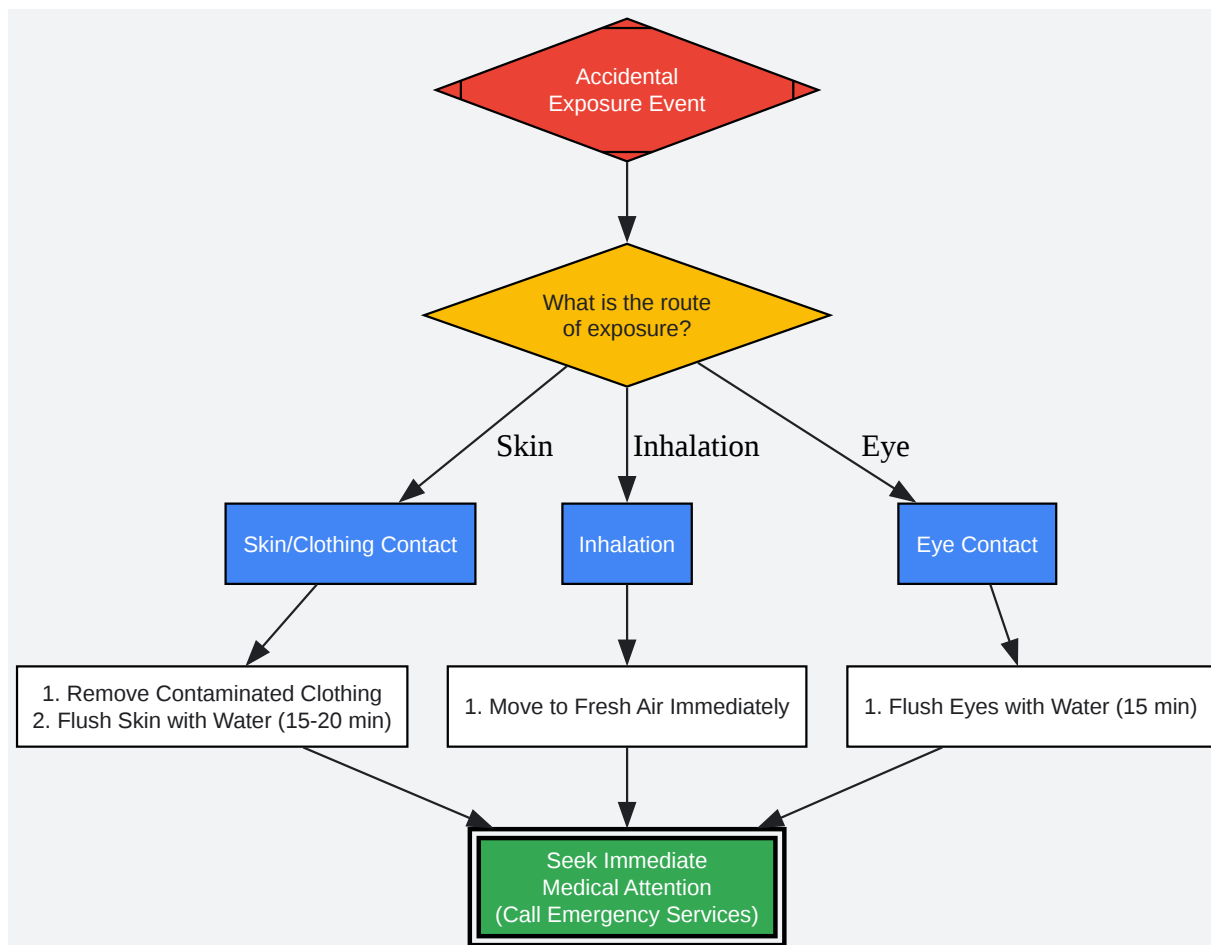 Accidental
Exposure Event
What is the route
of exposure?
Skin
Inhalation
Eye
Skin/Clothing Contact
Inhalation
Eye Contact
1. Remove Contaminated Clothing
2. Flush Skin with Water (15-20 min)
1. Move to Fresh Air Immediately
1. Flush Eyes with Water (15 min)
Seek Immediate
Medical Attention
(Call Emergency Services)